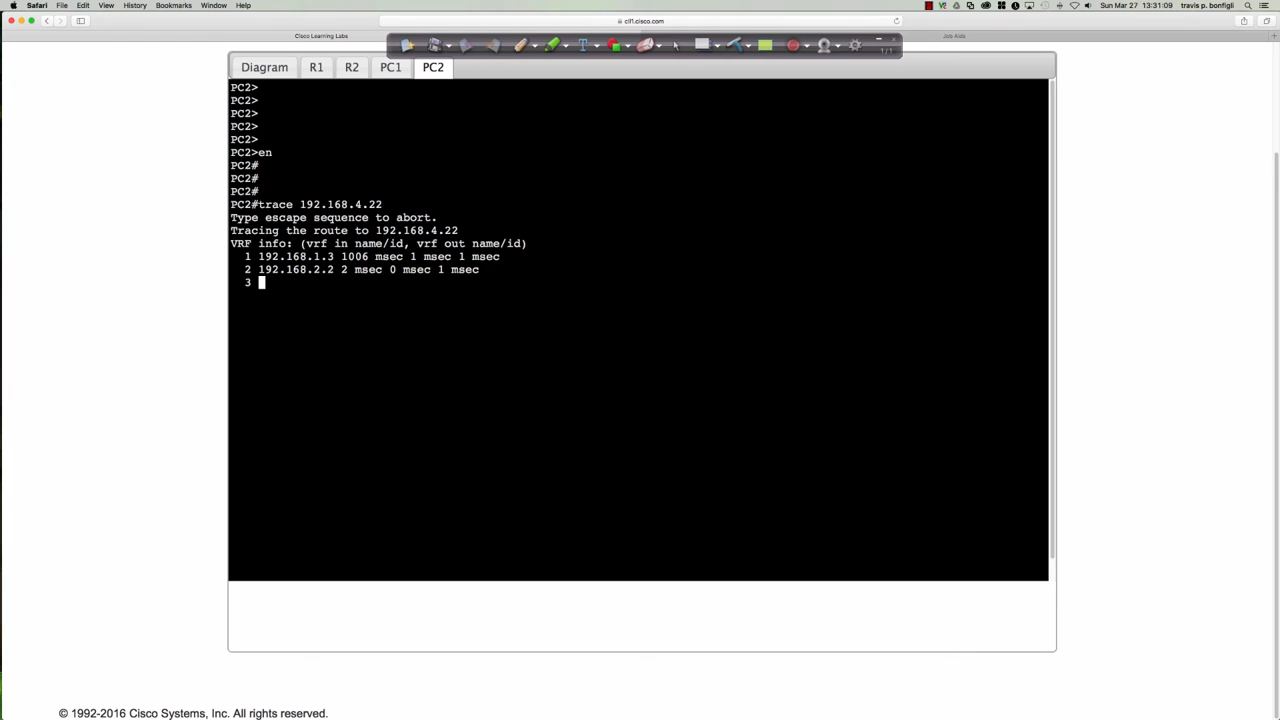 Safari File Edit View History Bookmarks Window Help Sun Mar 27 13:31:09 travis p. bonfigli
cll1.cisco.com
Cisco Learning Labs Job Aids
1/1
Diagram R1 R2 PC1 PC2
PC2>
PC2>
PC2>
PC2>
PC2>
PC2>en
PC2#
PC2#
PC2#
PC2#trace 192.168.4.22
Type escape sequence to abort.
Tracing the route to 192.168.4.22
VRF info: (vrf in name/id, vrf out name/id)
1 192.168.1.3 1006 msec 1 msec 1 msec
2 192.168.2.2 2 msec 0 msec 1 msec
3
© 1992-2016 Cisco Systems, Inc. All rights reserved.